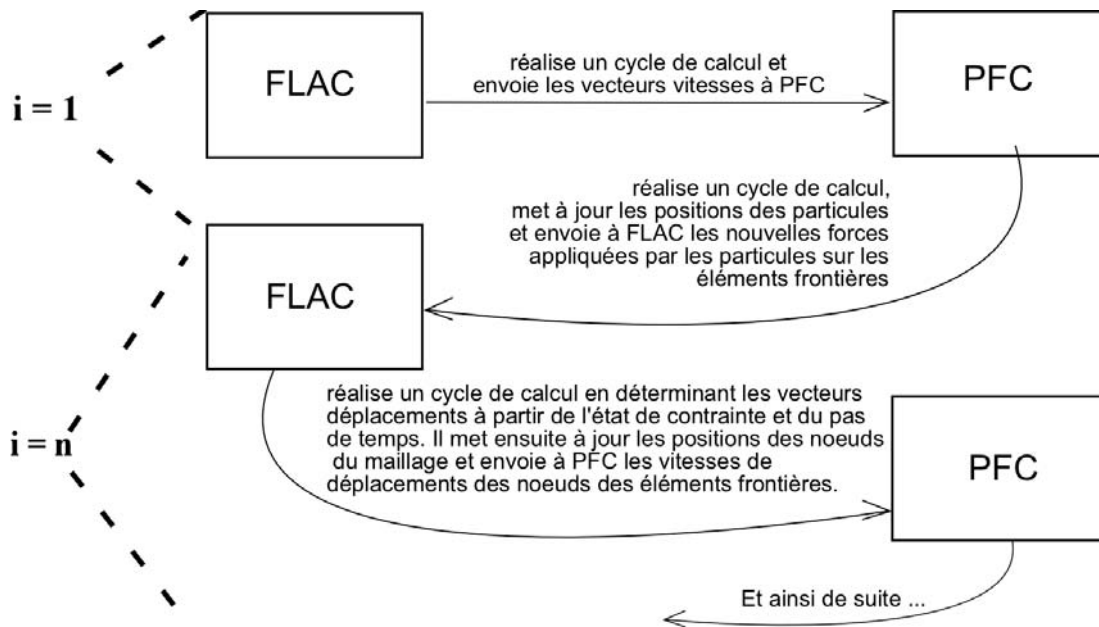 FLAC
réalise un cycle de calcul et
envoie les vecteurs vitesses à PFC
PFC
i = 1
réalise un cycle de calcul,
met à jour les positions des particules
et envoie à FLAC les nouvelles forces
appliquées par les particules sur les
éléments frontières
FLAC
réalise un cycle de calcul en déterminant les vecteurs
déplacements à partir de l'état de contrainte et du pas
de temps. Il met ensuite à jour les positions des noeuds
du maillage et envoie à PFC les vitesses de
déplacements des noeuds des éléments frontières.
i = n
PFC
Et ainsi de suite ...